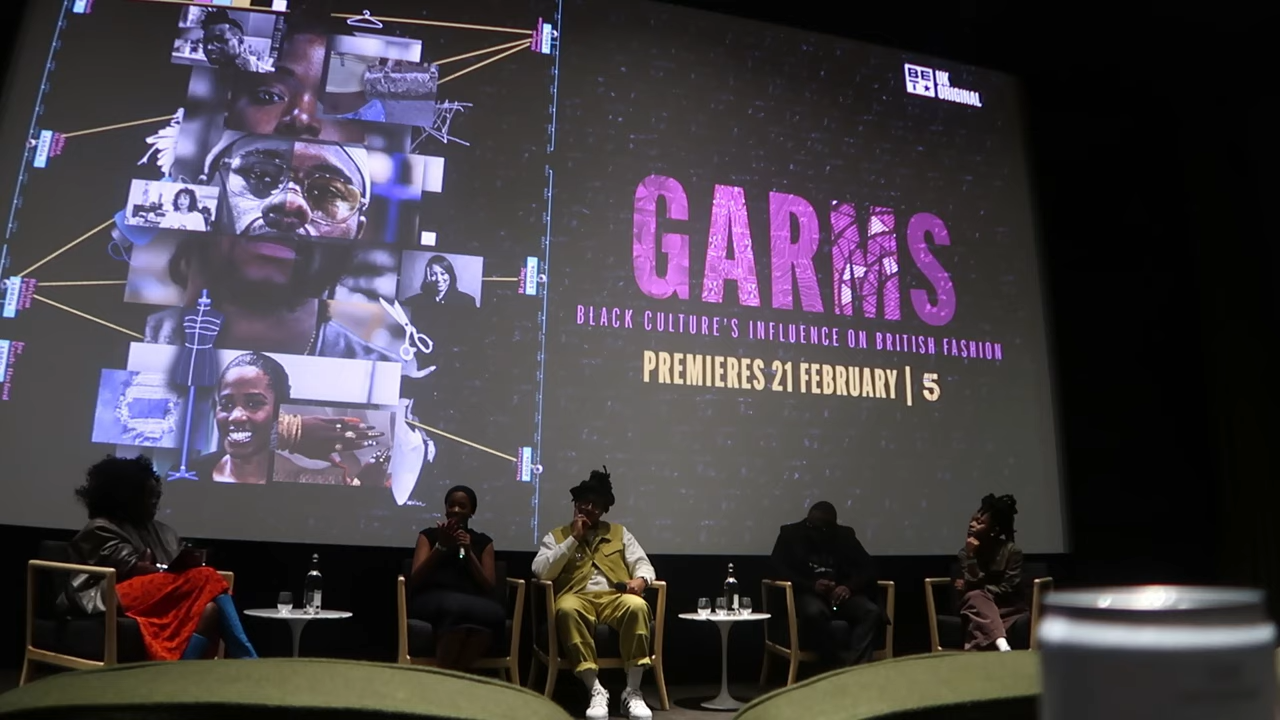 BET UK
ORIGINAL
GARMS
BLACK CULTURE'S INFLUENCE ON BRITISH FASHION
PREMIERES 21 FEBRUARY | 5